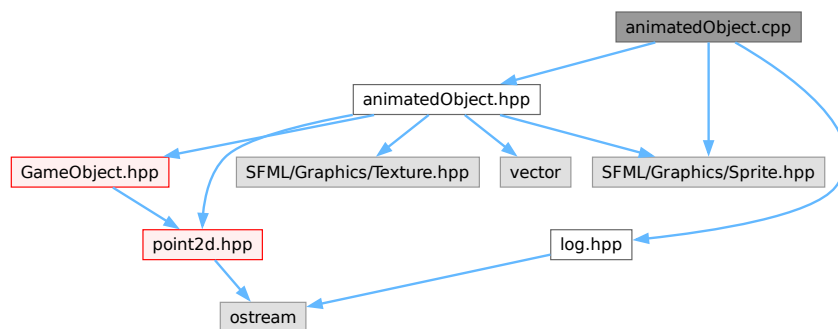 animatedObject.cpp
animatedObject.hpp
GameObject.hpp
SFML/Graphics/Texture.hpp
vector
SFML/Graphics/Sprite.hpp
point2d.hpp
log.hpp
ostream